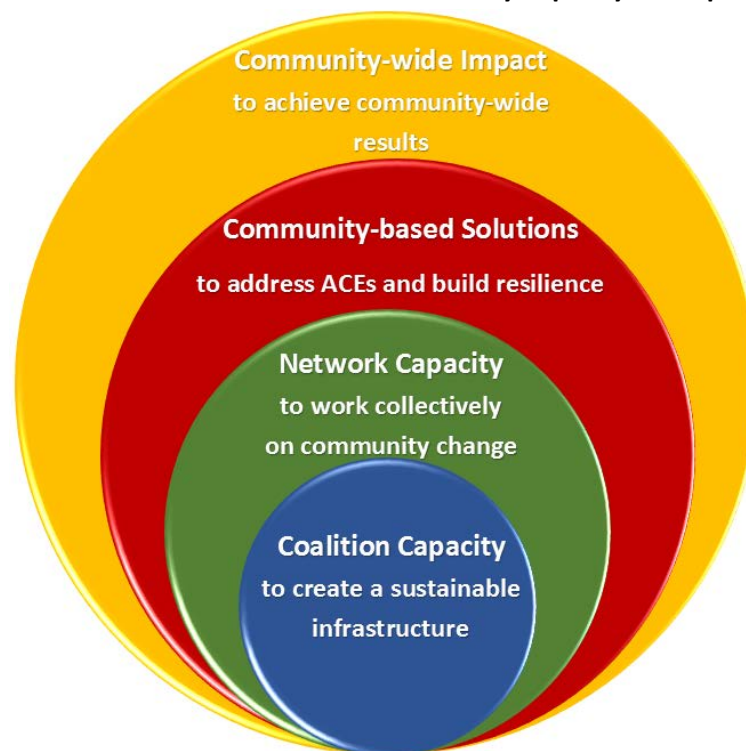 Community-wide Impact
to achieve community-wide
results
Community-based Solutions
to address ACEs and build resilience
Network Capacity
to work collectively
on community change
Coalition Capacity
to create a sustainable
infrastructure